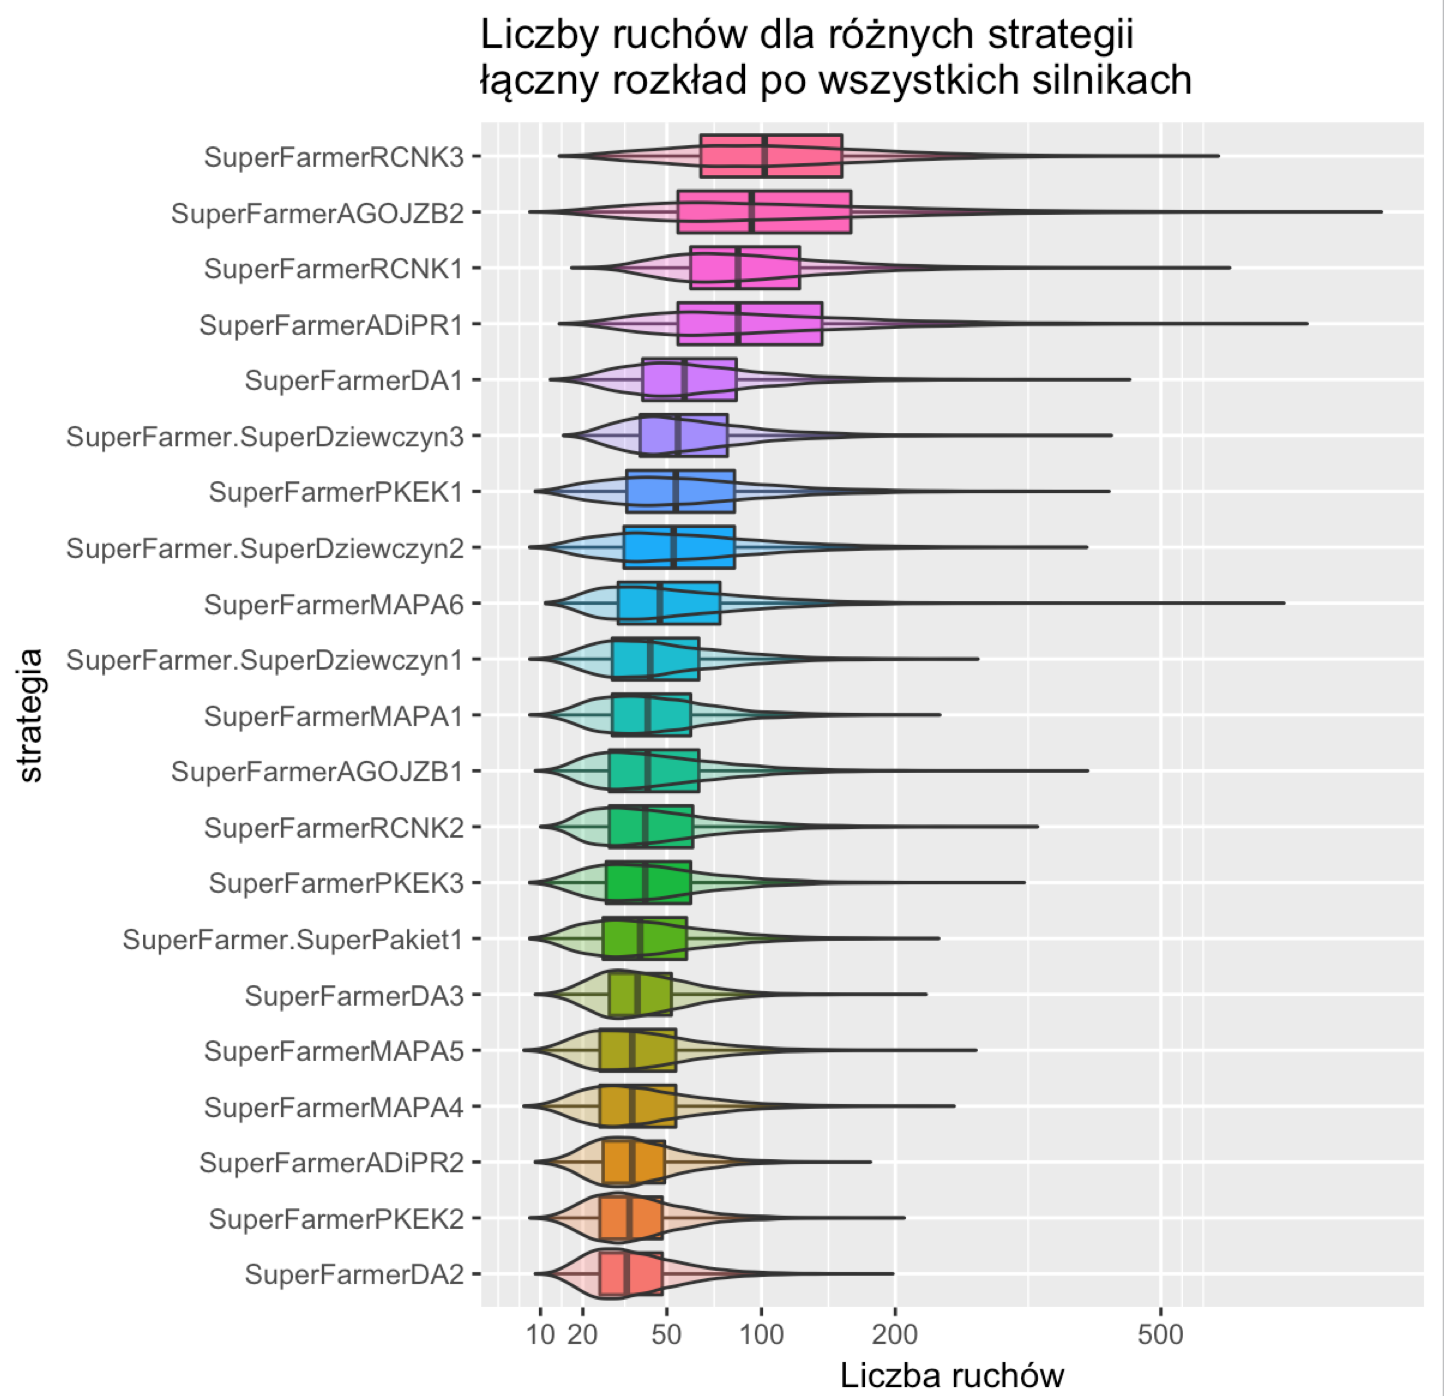 Liczby ruchów dla różnych strategii
łączny rozkład po wszystkich silnikach
strategia
SuperFarmerRCNK3
SuperFarmerAGOJZB2
SuperFarmerRCNK1
SuperFarmerADiPR1
SuperFarmerDA1
SuperFarmer.SuperDziewczyn3
SuperFarmerPKEK1
SuperFarmer.SuperDziewczyn2
SuperFarmerMAPA6
SuperFarmer.SuperDziewczyn1
SuperFarmerMAPA1
SuperFarmerAGOJZB1
SuperFarmerRCNK2
SuperFarmerPKEK3
SuperFarmer.SuperPakiet1
SuperFarmerDA3
SuperFarmerMAPA5
SuperFarmerMAPA4
SuperFarmerADiPR2
SuperFarmerPKEK2
SuperFarmerDA2
10 20 50 100 200 500
Liczba ruchów